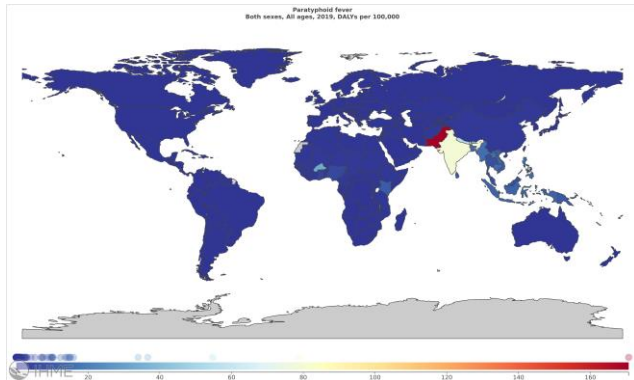 Paratyphoid fever
Both sexes, All ages, 2019, DALYs per 100,000
20 40 60 80 100 120 140 160
IHME